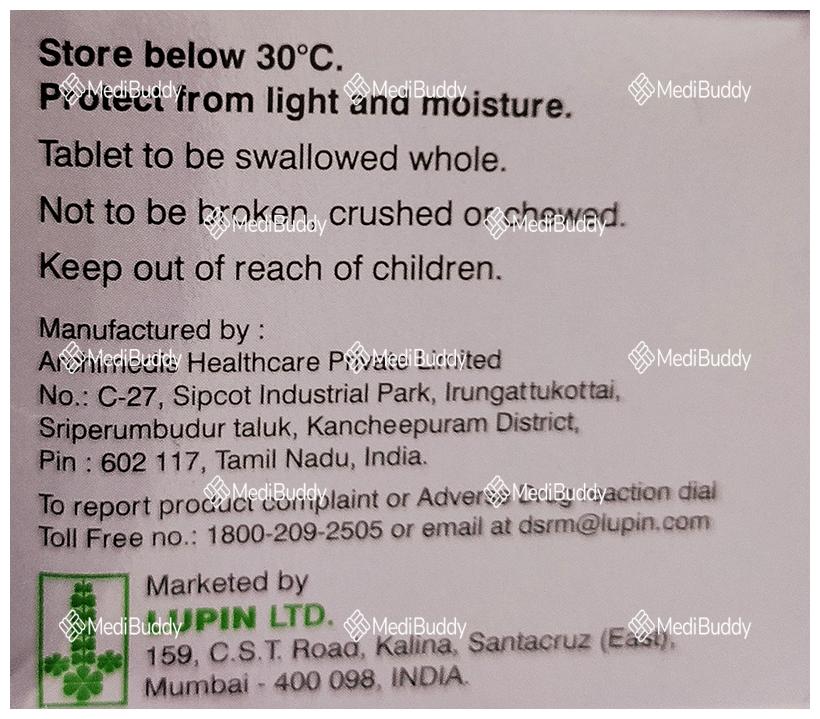 Store below 30°C.
Protect from light and moisture.
Tablet to be swallowed whole.
Not to be broken, crushed or chewed.
Keep out of reach of children.
Manufactured by :
Healthcare Private Limited
No.: C-27, Sipcot Industrial Park, Irungattukottai,
Sriperumbudur taluk, Kancheepuram District,
Pin : 602 117, Tamil Nadu, India.
To report product complaint or Adverse Drug reaction dial
Toll Free no.: 1800-209-2505 or email at dsrm@lupin.com
Marketed by
LUPIN LTD.
159, C.S.T. Road, Kalina, Santacruz (East),
Mumbai - 400 098, INDIA.
MediBuddy
MediBuddy
MediBuddy
MediBuddy
MediBuddy
MediBuddy
MediBuddy
MediBuddy
MediBuddy
MediBuddy
MediBuddy
MediBuddy
MediBuddy